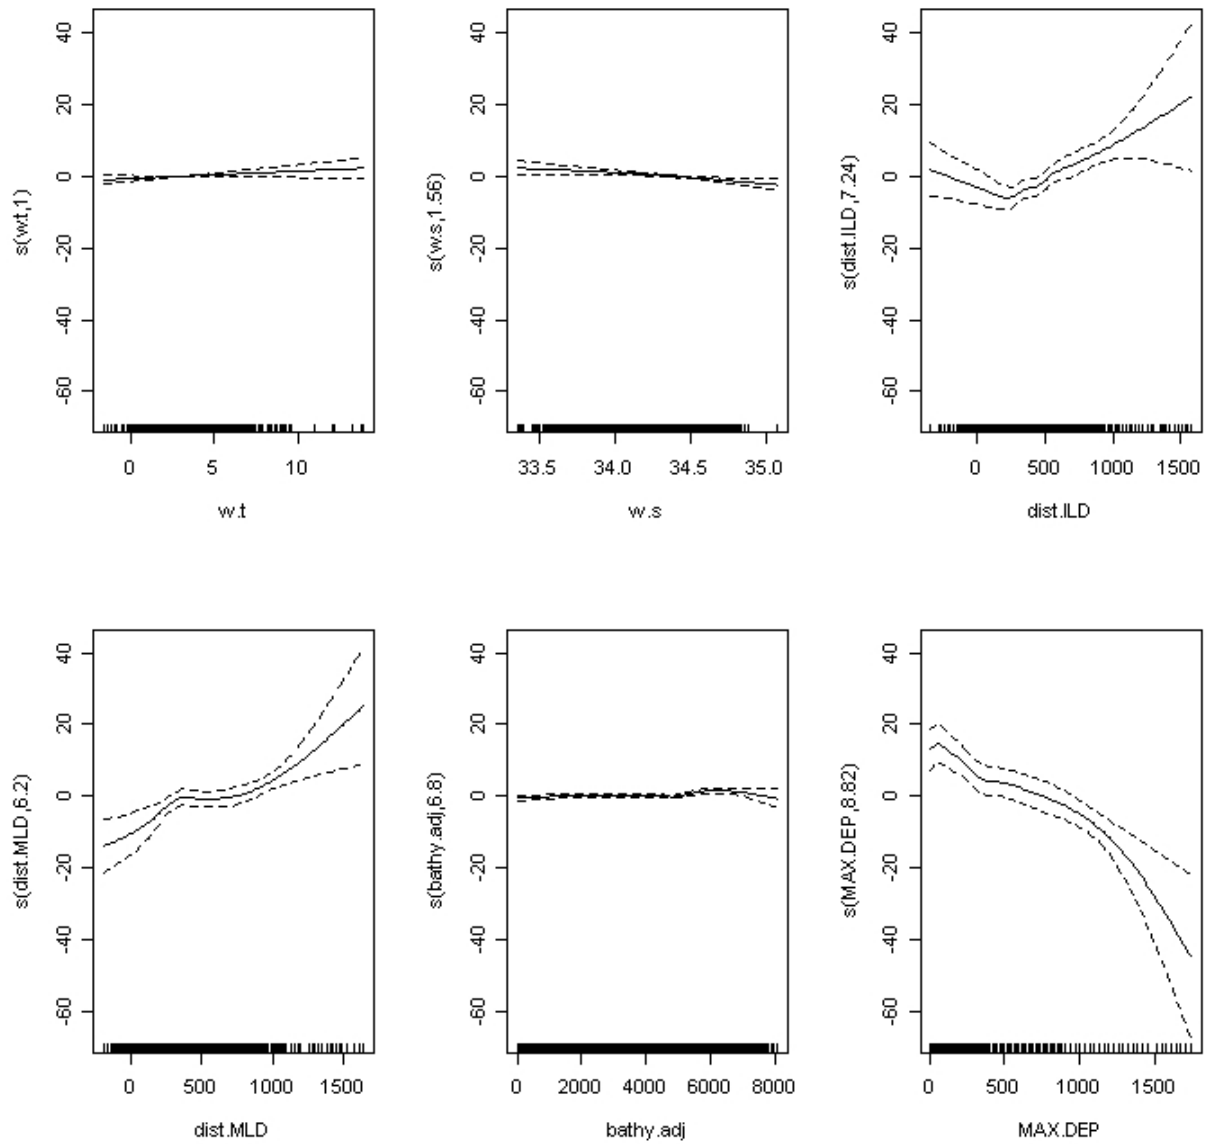 40
20
0
-20
-40
-60
s(w.t,1)
0 5 10
w.t
40
20
0
-20
-40
-60
s(w.s,1.56)
33.5 34.0 34.5 35.0
w.s
40
20
0
-20
-40
-60
s(dist.ILD,7.24)
0 500 1000 1500
dist.ILD
40
20
0
-20
-40
-60
s(dist.MLD,6.2)
0 500 1000 1500
dist.MLD
40
20
0
-20
-40
-60
s(bathy.adj,6.8)
0 2000 4000 6000 8000
bathy.adj
40
20
0
-20
-40
-60
s(MAX.DEP,8.82)
0 500 1000 1500
MAX.DEP